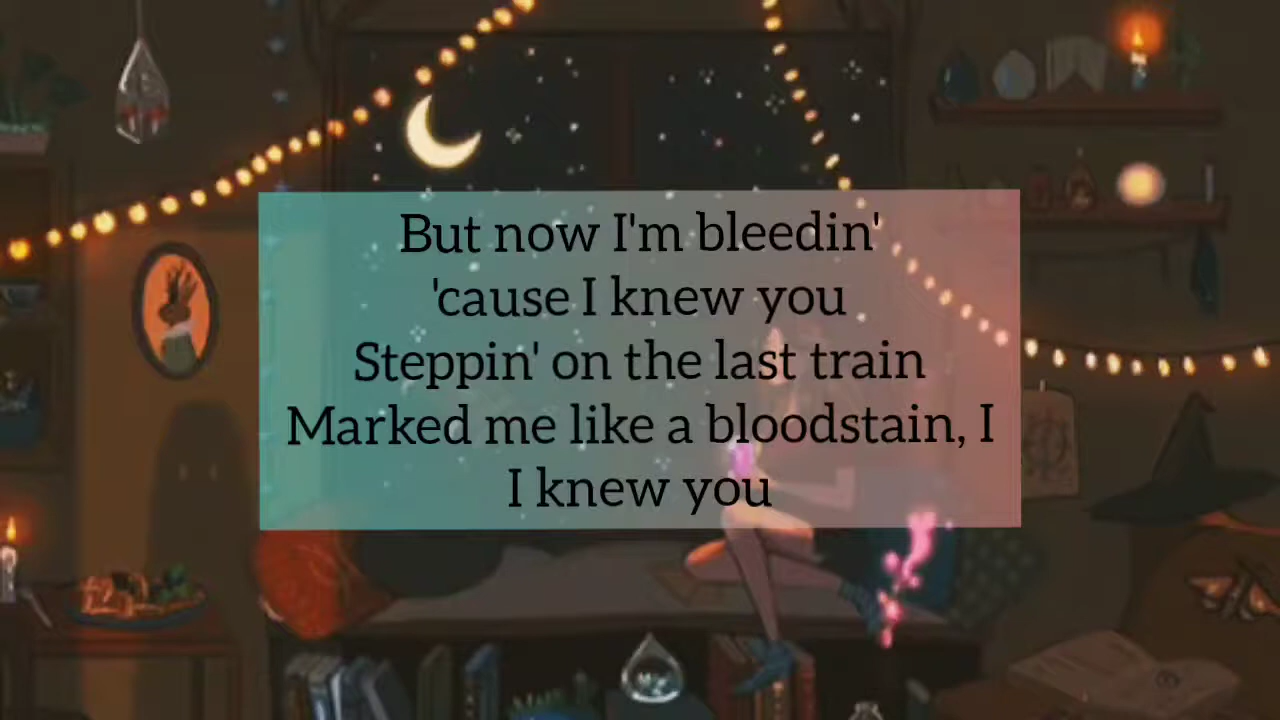 But now I'm bleedin'
'cause I knew you
Steppin' on the last train
Marked me like a bloodstain, I
I knew you